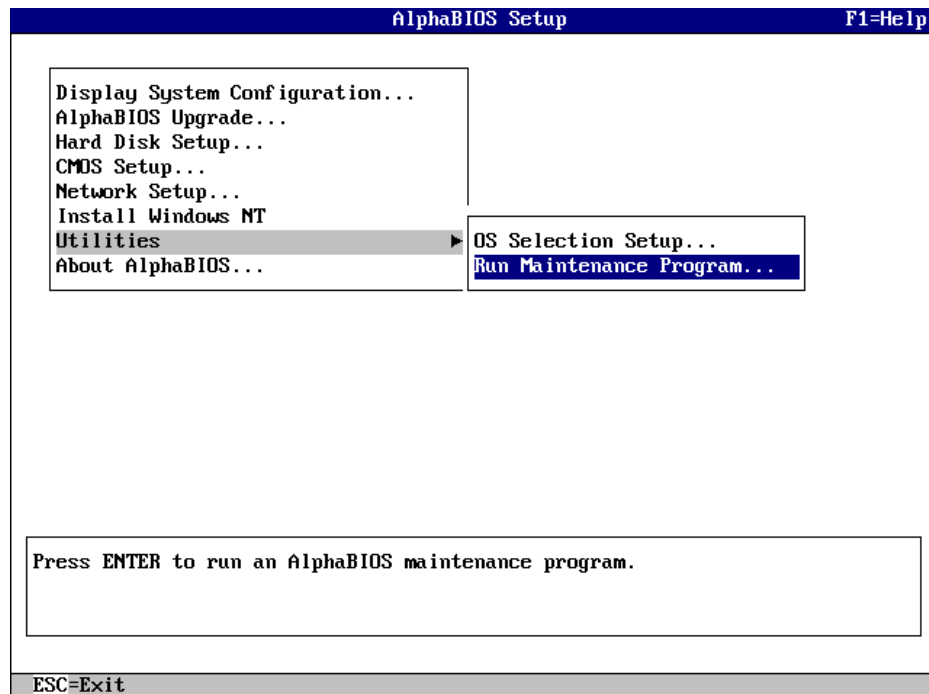 AlphaBIOS Setup F1=Help
Display System Configuration...
AlphaBIOS Upgrade...
Hard Disk Setup...
CMOS Setup...
Network Setup...
Install Windows NT
Utilities
About AlphaBIOS...
OS Selection Setup...
Run Maintenance Program...
Press ENTER to run an AlphaBIOS maintenance program.
ESC=Exit